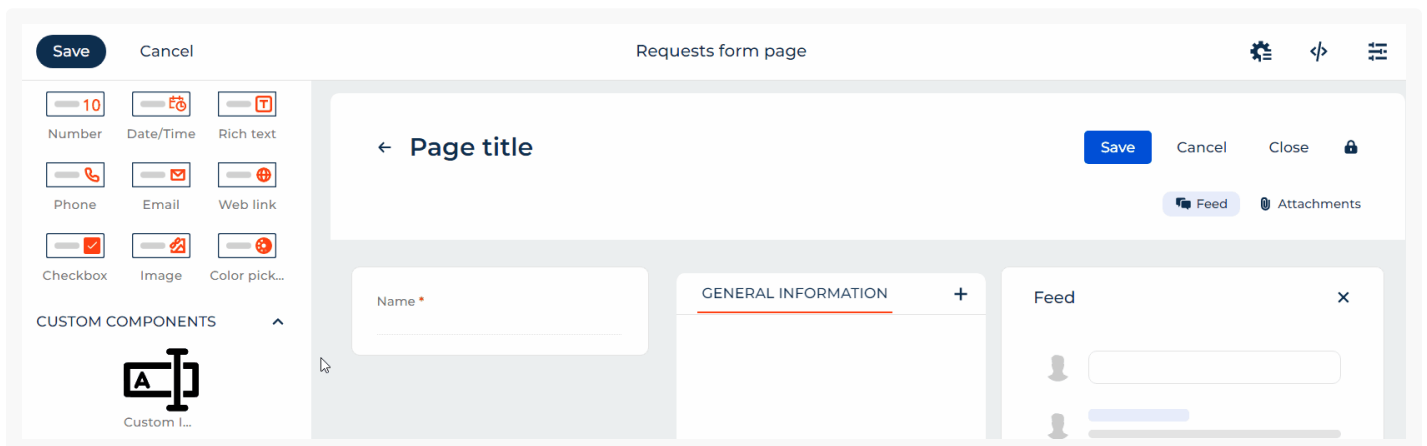 Save Cancel Requests form page
10 T
Number Date/Time Rich text
Phone Email Web link
Checkbox Image Color pick...
CUSTOM COMPONENTS
A
Custom I...
Page title Save Cancel Close
Feed Attachments
Name *
GENERAL INFORMATION +
Feed